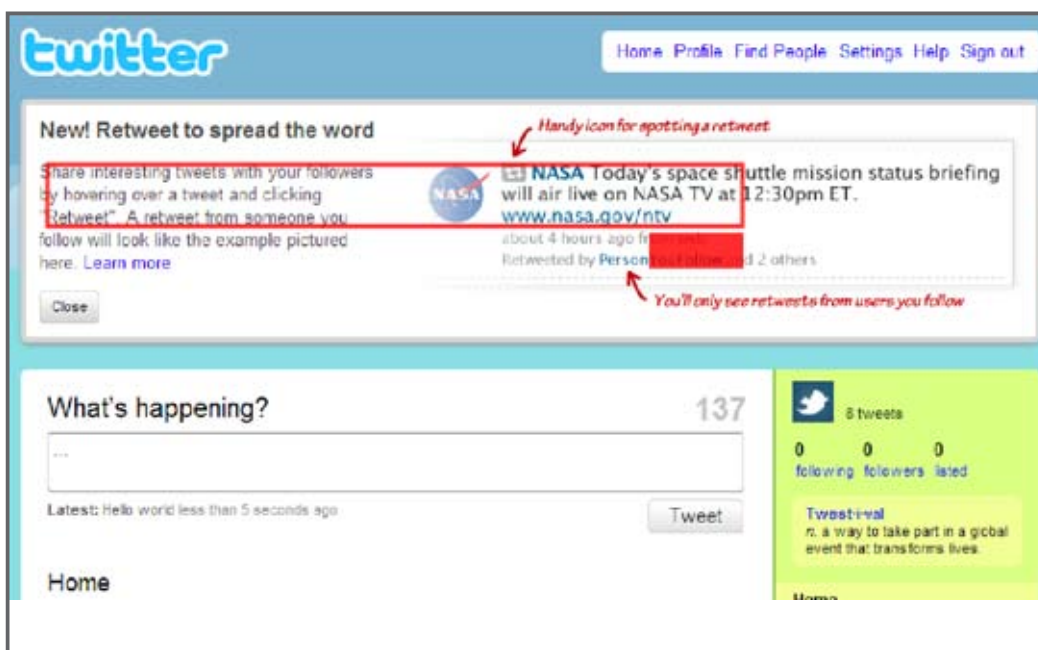 twitter
Home Profile Find People Settings Help Sign out
New! Retweet to spread the word
Share interesting tweets with your followers
by hovering over a tweet and clicking
"Retweet". A retweet from someone you
follow will look like the example pictured
here. Learn more
Close
Handy icon for spotting a retweet
NASA
NASA Today's space shuttle mission status briefing
will air live on NASA TV at 12:30pm ET.
www.nasa.gov/ntv
about 4 hours ago from
Retweeted by Person and 2 others
You'll only see retweets from users you follow
What's happening?
137
...
Latest: Hello world less than 5 seconds ago
Tweet
Home
8 tweets
0 0 0
following followers listed
Twest·i·val
n. a way to take part in a global
event that transforms lives.
Home